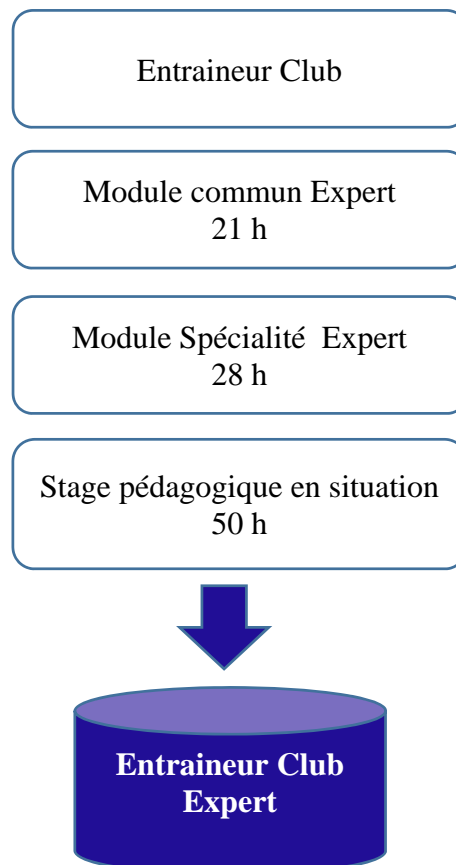 Entraineur Club
Module commun Expert
21 h
Module Spécialité Expert
28 h
Stage pédagogique en situation
50 h
Entraineur Club
Expert